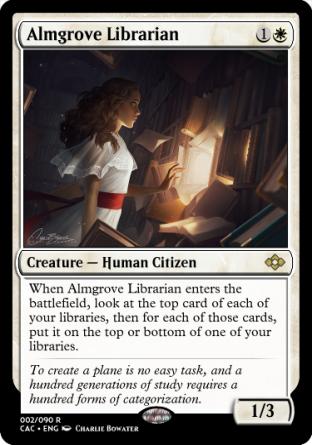 Almgrove Librarian 1
Creature — Human Citizen
When Almgrove Librarian enters the
battlefield, look at the top card of each of
your libraries, then for each of those cards,
put it on the top or bottom of one of your
libraries.
To create a plane is no easy task, and a
hundred generations of study requires a
hundred forms of categorization.
1/3
002/090 R
CAC • ENG Charlie Bowater